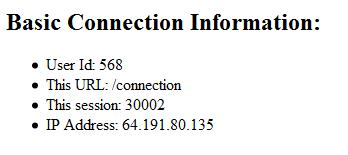 Basic Connection Information:
User Id: 568
This URL: /connection
This session: 30002
IP Address: 64.191.80.135